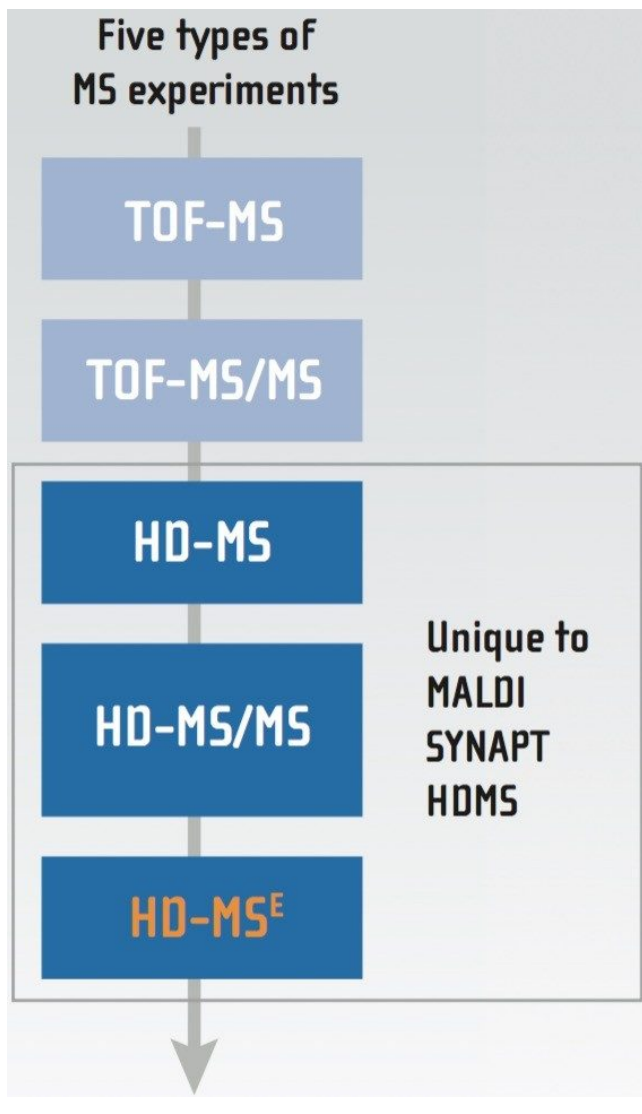 Five types of
MS experiments
TOF-MS
TOF-MS/MS
HD-MS
HD-MS/MS
Unique to
MALDI
SYNAPT
HDMS
HD-MSᴱ